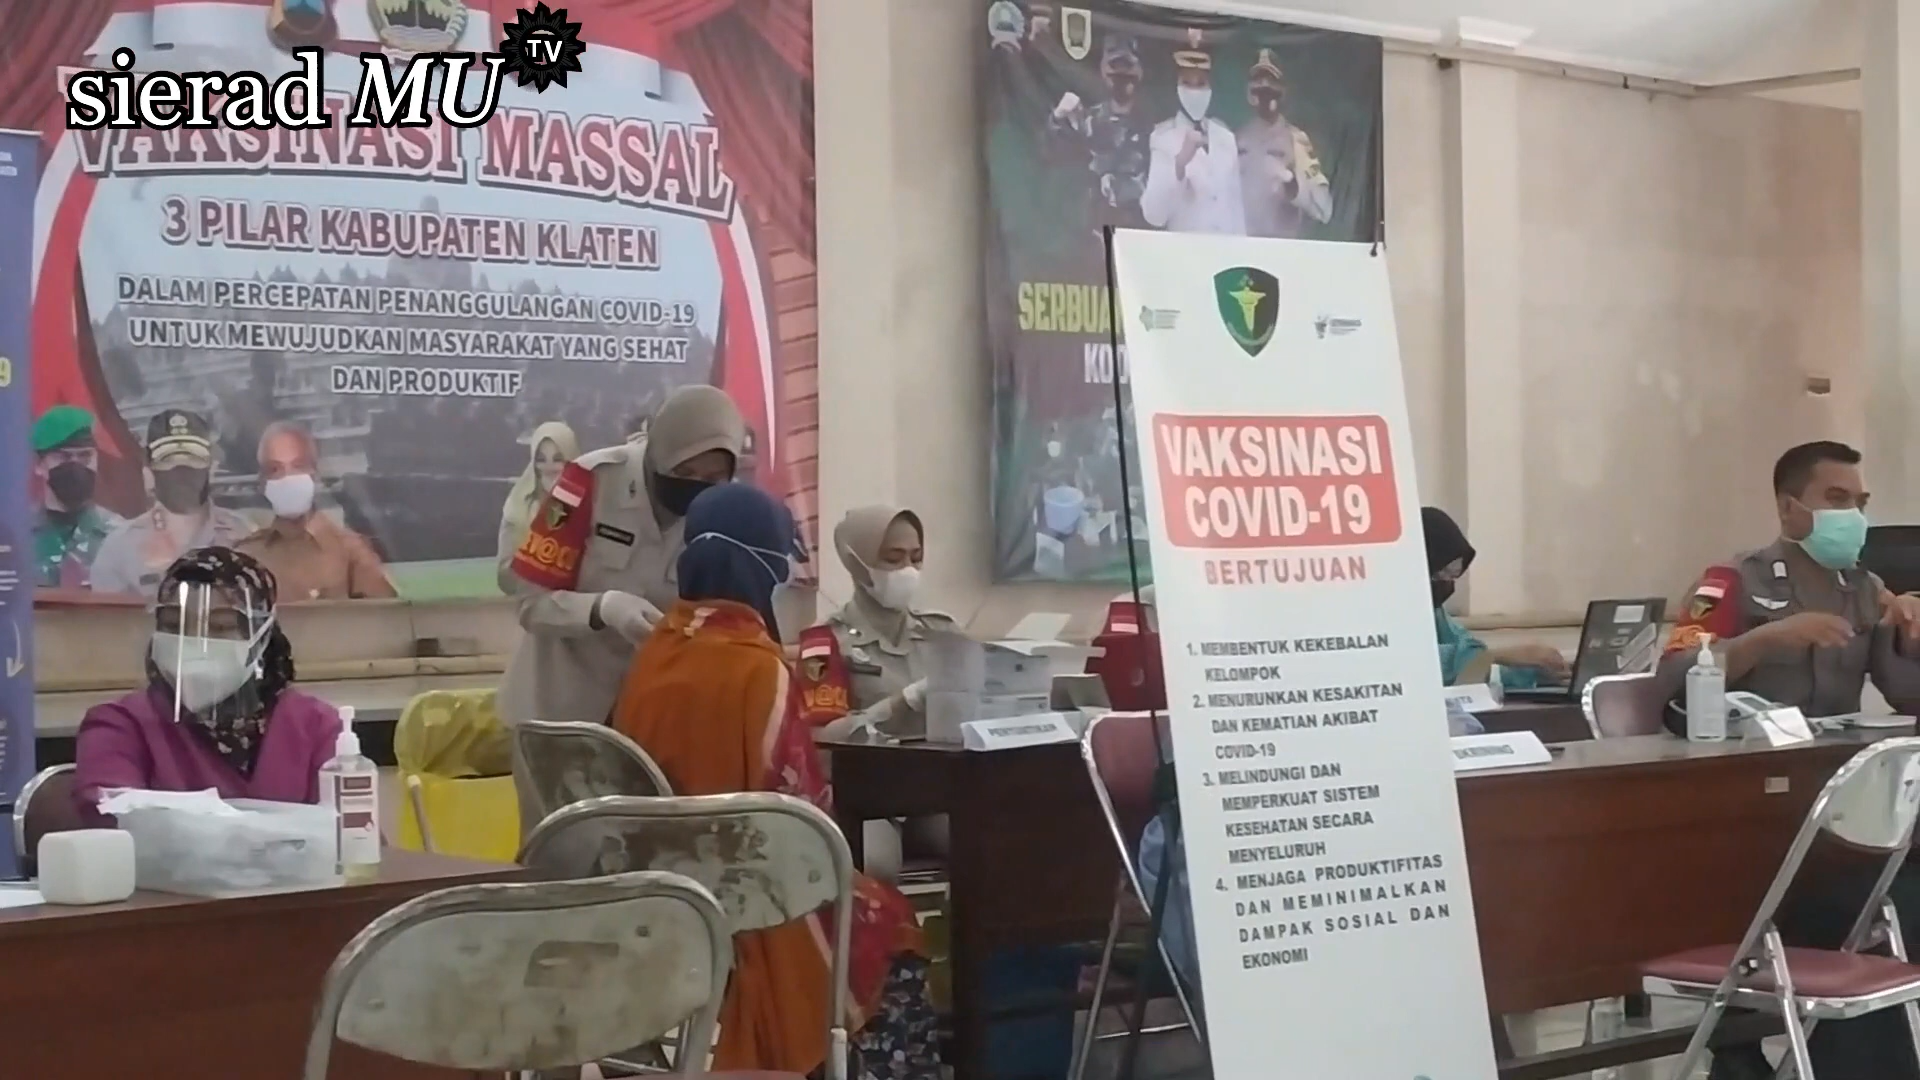 sierad MU TV
VAKSINASI MASSAL
3 PILAR KABUPATEN KLATEN
DALAM PERCEPATAN PENANGGULANGAN COVID-19
UNTUK MEWUJUDKAN MASYARAKAT YANG SEHAT
DAN PRODUKTIF
VAKSINASI
COVID-19
BERTUJUAN
1. MEMBENTUK KEKEBALAN
KELOMPOK
2. MENURUNKAN KESAKITAN
DAN KEMATIAN AKIBAT
COVID-19
3. MELINDUNGI DAN
MEMPERKUAT SISTEM
KESEHATAN SECARA
MENYELURUH
4. MENJAGA PRODUKTIFITAS
DAN MEMINIMALKAN
DAMPAK SOSIAL DAN
EKONOMI